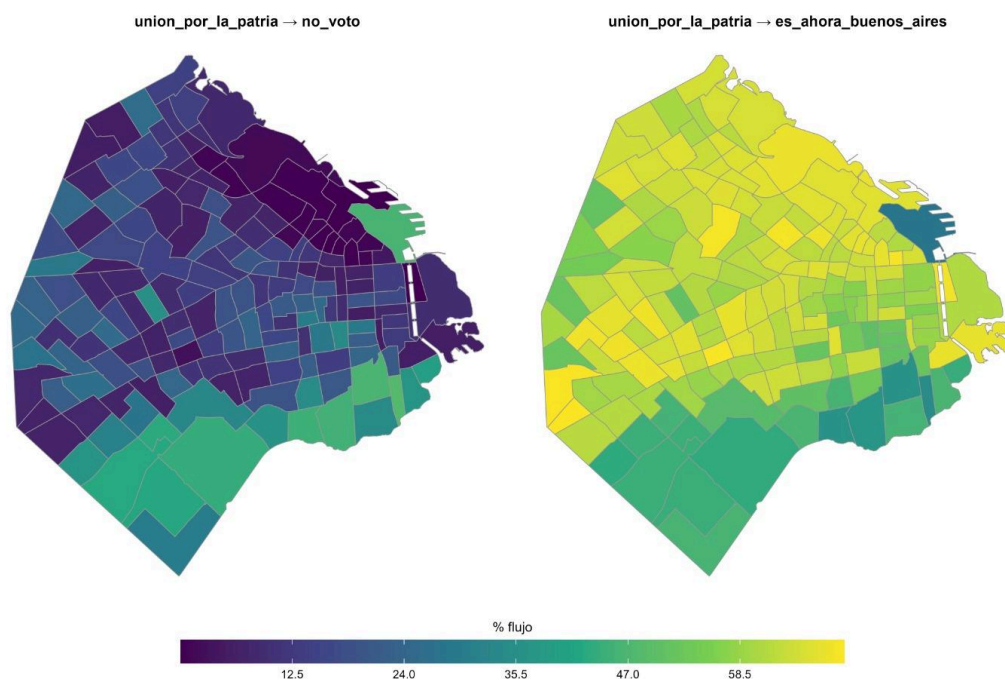 union_por_la_patria → no_voto
union_por_la_patria → es_ahora_buenos_aires
% flujo
12.5 24.0 35.5 47.0 58.5